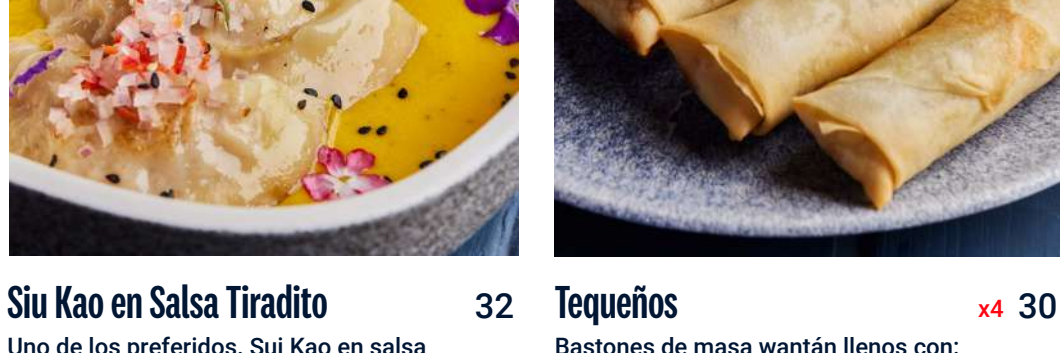 Siu Kao en Salsa Tiradito 32
Uno de los preferidos. Sui Kao en salsa
Tequeños x4 30
Bastones de masa wantán llenos con: